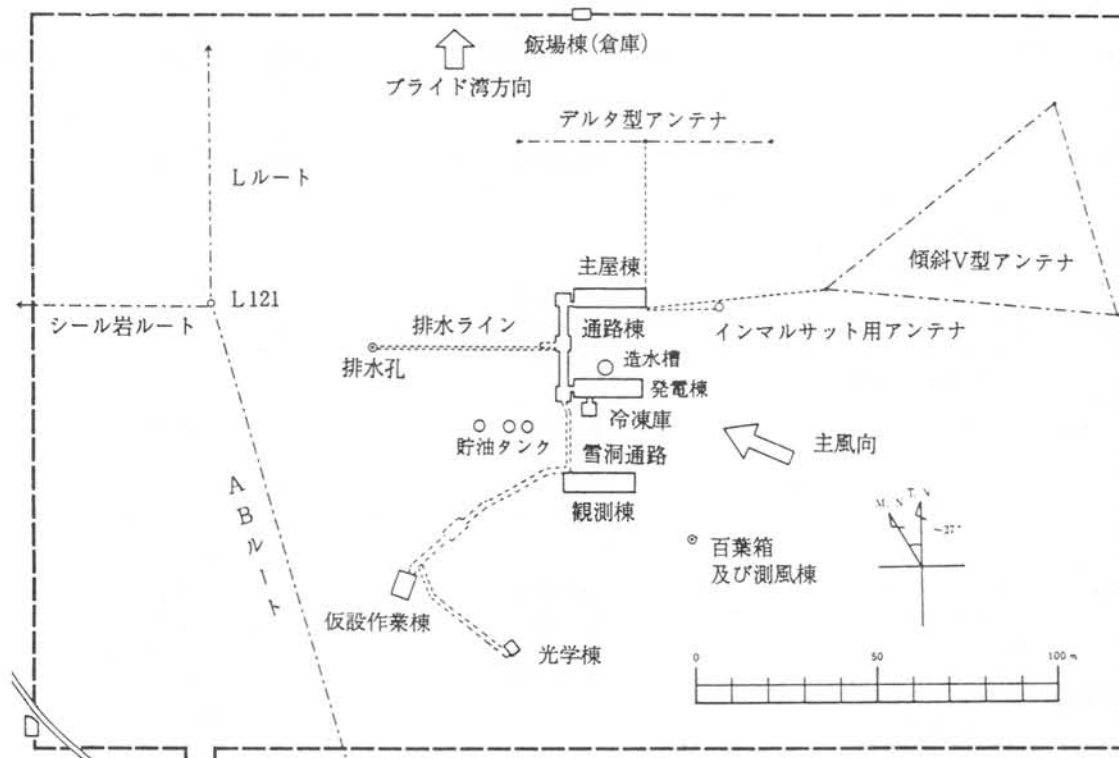 飯場棟(倉庫)
ブライド湾方向
デルタ型アンテナ
Lルート
傾斜V型アンテナ
主屋棟
L121
シール岩ルート
排水ライン
通路棟
インマルサット用アンテナ
造水槽
排水孔
発電棟
冷凍庫
貯油タンク
雪洞通路
主風向
ABルート
観測棟
M.N T.N
~37°
百葉箱
及び測風棟
仮設作業棟
光学棟
0 50 100 m